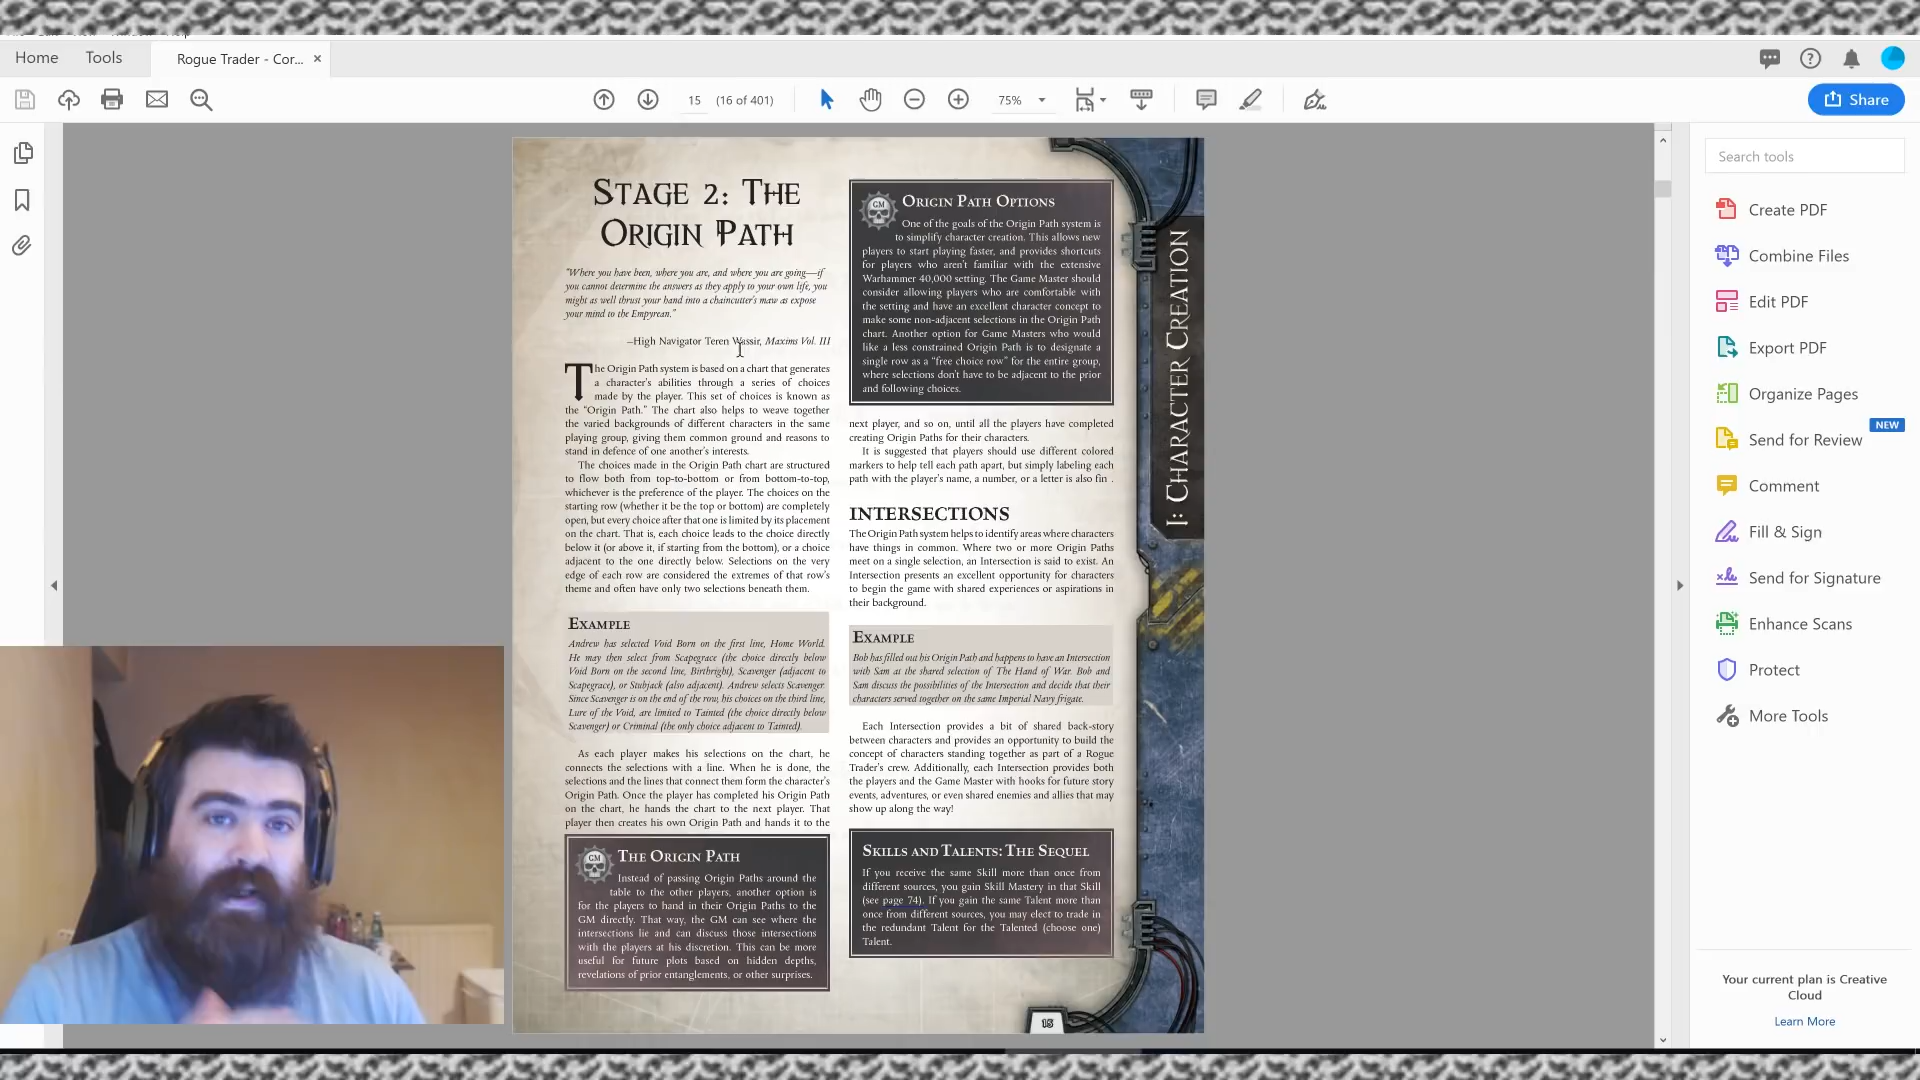 Home
Tools
Rogue Trader - Cor...
15
(16 of 401)
75%
Share
STAGE 2: THE
ORIGIN PATH
"Where you have been, where you are, and where you are going—if
you cannot determine the answers as they apply to your own life, you
might as well thrust your hand into a chaincutter's maw as expose
your mind to the Empyrean."
–High Navigator Teren Wassir, Maxims Vol. III
The Origin Path system is based on a chart that generates
a character's abilities through a series of choices
made by the player. This set of choices is known as
the "Origin Path." The chart also helps to weave together
the varied backgrounds of different characters in the same
playing group, giving them common ground and reasons to
stand in defence of one another's interests.
The choices made in the Origin Path chart are structured
to flow both from top-to-bottom or from bottom-to-top,
whichever is the preference of the player. The choices on the
starting row (whether it be the top or bottom) are completely
open, but every choice after that one is limited by its placement
on the chart. That is, each choice leads to the choice directly
below it (or above it, if starting from the bottom), or a choice
adjacent to the one directly below. Selections on the very
edge of each row are considered the extremes of that row's
theme and often have only two selections beneath them.
EXAMPLE
Andrew has selected Void Born on the first line, Home World.
He may then select from Scapegrace (the choice directly below
Void Born on the second line, Birthright), Scavenger (adjacent to
Scapegrace), or Stubjack (also adjacent). Andrew selects Scavenger.
Since Scavenger is on the end of the row, his choices on the third line,
Lure of the Void, are limited to Tainted (the choice directly below
Scavenger) or Criminal (the only choice adjacent to Tainted).
As each player makes his selections on the chart, he
connects the selections with a line. When he is done, the
selections and the lines that connect them form the character's
Origin Path. Once the player has completed his Origin Path
on the chart, he hands the chart to the next player. That
player then creates his own Origin Path and hands it to the
GM
THE ORIGIN PATH
Instead of passing Origin Paths around the
table to the other players, another option is
for the players to hand in their Origin Paths to the
GM directly. That way, the GM can see where the
intersections lie and can discuss those intersections
with the players at his discretion. This can be more
useful for future plots based on hidden depths,
revelations of prior entanglements, or other surprises.
GM
ORIGIN PATH OPTIONS
One of the goals of the Origin Path system is
to simplify character creation. This allows new
players to start playing faster, and provides shortcuts
for players who aren't familiar with the extensive
Warhammer 40,000 setting. The Game Master should
consider allowing players who are comfortable with
the setting and have an excellent character concept to
make some non-adjacent selections in the Origin Path
chart. Another option for Game Masters who would
like a less constrained Origin Path is to designate a
single row as a "free choice row" for the entire group,
where selections don't have to be adjacent to the prior
and following choices.
next player, and so on, until all the players have completed
creating Origin Paths for their characters.
It is suggested that players should use different colored
markers to help tell each path apart, but simply labeling each
path with the player's name, a number, or a letter is also fin .
INTERSECTIONS
The Origin Path system helps to identify areas where characters
have things in common. Where two or more Origin Paths
meet on a single selection, an Intersection is said to exist. An
Intersection presents an excellent opportunity for characters
to begin the game with shared experiences or aspirations in
their background.
EXAMPLE
Bob has filled out his Origin Path and happens to have an Intersection
with Sam at the shared selection of The Hand of War. Bob and
Sam discuss the possibilities of the Intersection and decide that their
characters served together on the same Imperial Navy frigate.
Each Intersection provides a bit of shared back-story
between characters and provides an opportunity to build the
concept of characters standing together as part of a Rogue
Trader's crew. Additionally, each Intersection provides both
the players and the Game Master with hooks for future story
events, adventures, or even shared enemies and allies that may
show up along the way!
SKILLS AND TALENTS: THE SEQUEL
If you receive the same Skill more than once from
different sources, you gain Skill Mastery in that Skill
(see page 74). If you gain the same Talent more than
once from different sources, you may elect to trade in
the redundant Talent for the Talented (choose one)
Talent.
I: CHARACTER CREATION
15
Search tools
Create PDF
Combine Files
Edit PDF
Export PDF
Organize Pages
NEW
Send for Review
Comment
Fill & Sign
Send for Signature
Enhance Scans
Protect
More Tools
Your current plan is Creative
Cloud
Learn More